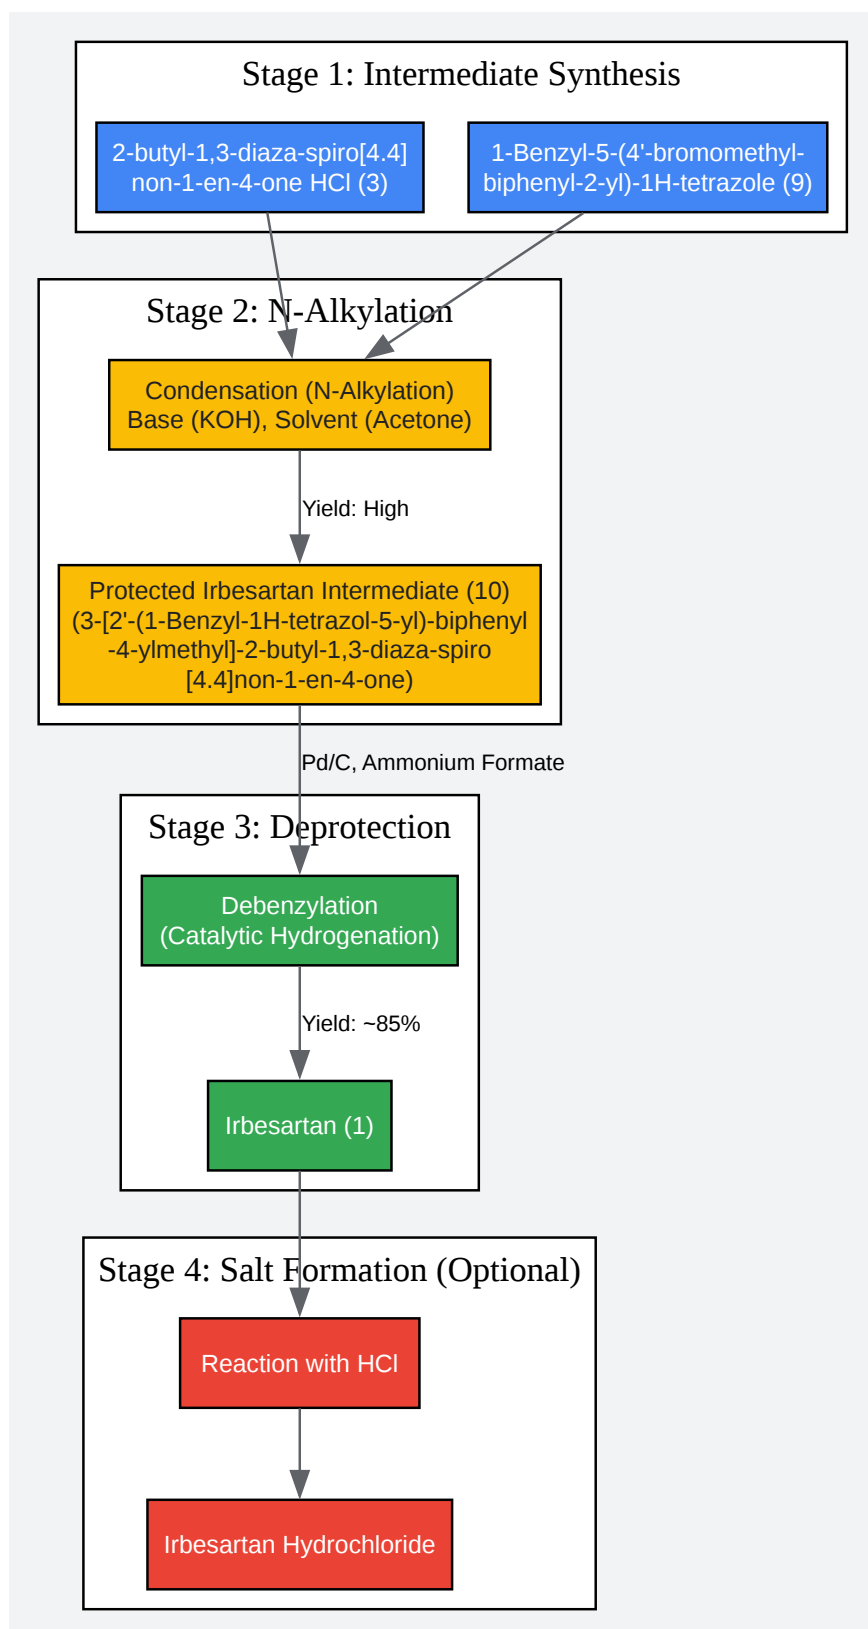 Stage 1: Intermediate Synthesis
2-butyl-1,3-diaza-spiro[4.4]
non-1-en-4-one HCl (3)
1-Benzyl-5-(4'-bromomethyl-
biphenyl-2-yl)-1H-tetrazole (9)
Stage 2: N-Alkylation
Condensation (N-Alkylation)
Base (KOH), Solvent (Acetone)
Yield: High
Protected Irbesartan Intermediate (10)
(3-[2'-(1-Benzyl-1H-tetrazol-5-yl)-biphenyl
-4-ylmethyl]-2-butyl-1,3-diaza-spiro
[4.4]non-1-en-4-one)
Pd/C, Ammonium Formate
Stage 3: Deprotection
Debenzylation
(Catalytic Hydrogenation)
Yield: ~85%
Irbesartan (1)
Stage 4: Salt Formation (Optional)
Reaction with HCl
Irbesartan Hydrochloride